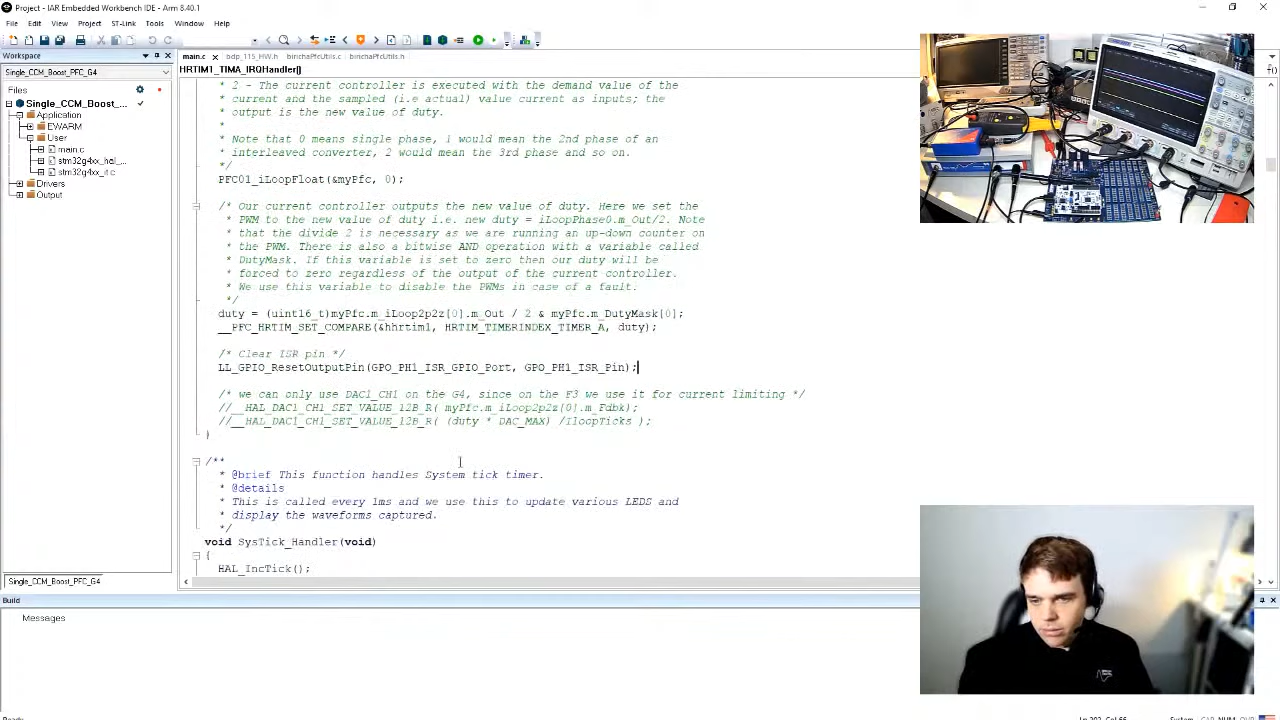 Project - IAR Embedded Workbench IDE - Arm 8.40.1
File Edit View Project ST-Link Tools Window Help
Workspace
main.c bdp_115_HW.h binchaPfcUtils.c binchaPfcUtils.h
Single_CCM_Boost_PFC_G4
HRTIM1_TIMA_IRQHandler()
f()
Files
Single_CCM_Boost_...
Application
EWARM
User
main.c
stm32g4xx_hal_...
stm32g4xx_it.c
Drivers
Output
* 2 - The current controller is executed with the demand value of the
* current and the sampled (i.e actual) value current as inputs; the
* output is the new value of duty.
*
* Note that 0 means single phase, 1 would mean the 2nd phase of an
* interleaved converter, 2 would mean the 3rd phase and so on.
*/
PFC01_iLoopFloat(&myPfc, 0);
/* Our current controller outputs the new value of duty. Here we set the
* PWM to the new value of duty i.e. new duty = iLoopPhase0.m_Out/2. Note
* that the divide 2 is necessary as we are running an up-down counter on
* the PWM. There is also a bitwise AND operation with a variable called
* DutyMask. If this variable is set to zero then our duty will be
* forced to zero regardless of the output of the current controller.
* We use this variable to disable the PWMs in case of a fault.
*/
duty = (uint16_t)myPfc.m_iLoop2p2z[0].m_Out / 2 & myPfc.m_DutyMask[0];
__PFC_HRTIM_SET_COMPARE(&hhrtim1, HRTIM_TIMERINDEX_TIMER_A, duty);
/* Clear ISR pin */
LL_GPIO_ResetOutputPin(GPO_PH1_ISR_GPIO_Port, GPO_PH1_ISR_Pin);
/* we can only use DAC1_CH1 on the G4, since on the F3 we use it for current limiting */
//__HAL_DAC1_CH1_SET_VALUE_12B_R( myPfc.m_iLoop2p2z[0].m_Fdbk);
//__HAL_DAC1_CH1_SET_VALUE_12B_R( (duty * DAC_MAX) /IloopTicks );
}
/**
* @brief This function handles System tick timer.
* @details
* This is called every 1ms and we use this to update various LEDS and
* display the waveforms captured.
*/
void SysTick_Handler(void)
{
HAL_IncTick();
Single_CCM_Boost_PFC_G4
Build
Messages